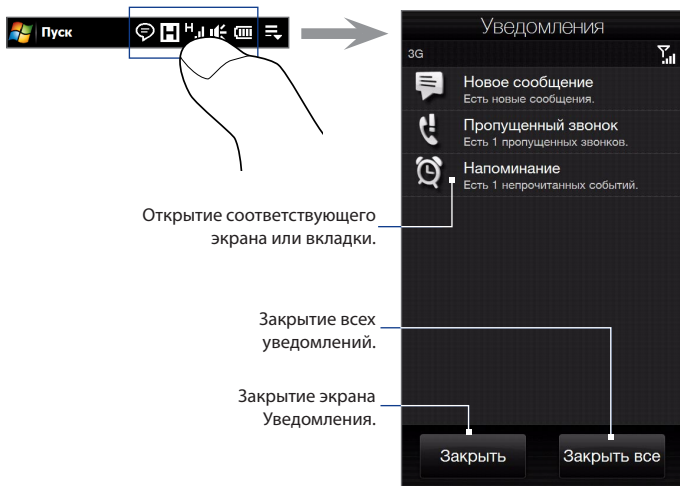 Пуск
H
H
Уведомления
3G
Новое сообщение
Есть новые сообщения.
Пропущенный звонок
Есть 1 пропущенных звонков.
Напоминание
Есть 1 непрочитанных событий.
Открытие соответствующего
экрана или вкладки.
Закрытие всех
уведомлений.
Закрытие экрана
Уведомления.
Закрыть
Закрыть все